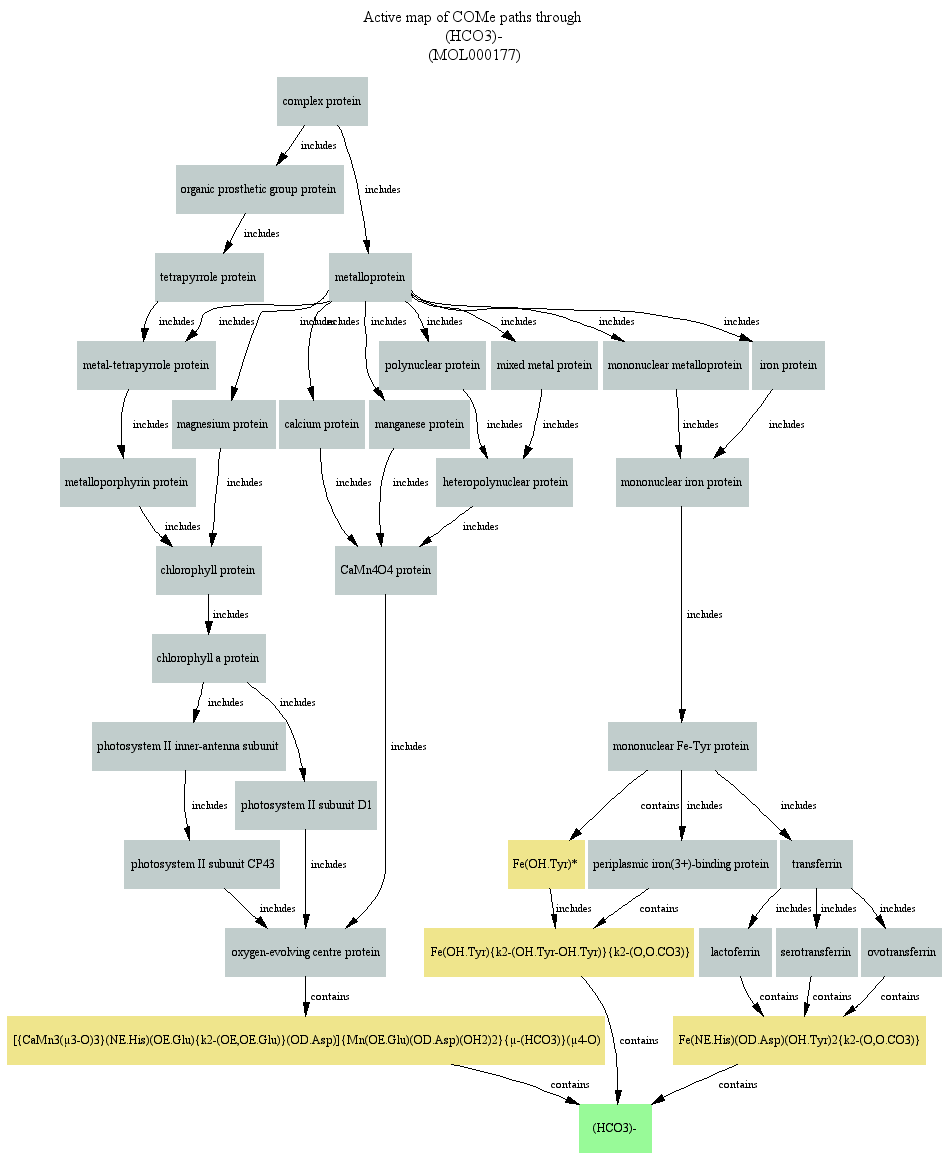 Active map of COMe paths through
(HCO3)-
(MOL000177)
complex protein
includes
organic prosthetic group protein
includes
includes
tetrapyrrole protein
metalloprotein
includes
includes
includes
includes
includes
includes
includes
includes
includes
metal-tetrapyrrole protein
polynuclear protein
mixed metal protein
mononuclear metalloprotein
iron protein
magnesium protein
calcium protein
manganese protein
includes
includes
includes
includes
includes
metalloporphyrin protein
heteropolynuclear protein
mononuclear iron protein
includes
includes
includes
includes
includes
chlorophyll protein
CaMn4O4 protein
includes
includes
chlorophyll a protein
includes
includes
photosystem II inner-antenna subunit
includes
mononuclear Fe-Tyr protein
photosystem II subunit D1
includes
contains
includes
includes
photosystem II subunit CP43
includes
Fe(OH.Tyr)*
periplasmic iron(3+)-binding protein
transferrin
includes
includes
contains
includes
includes
includes
oxygen-evolving centre protein
Fe(OH.Tyr){k2-(OH.Tyr-OH.Tyr)}{k2-(O,O.CO3)}
lactoferrin
serotransferrin
ovotransferrin
contains
contains
contains
contains
[{CaMn3(μ3-O)3}(NE.His)(OE.Glu){k2-(OE,OE.Glu)}(OD.Asp)]{Mn(OE.Glu)(OD.Asp)(OH2)2}{μ-(HCO3)}(μ4-O)
contains
Fe(NE.His)(OD.Asp)(OH.Tyr)2{k2-(O,O.CO3)}
contains
contains
(HCO3)-